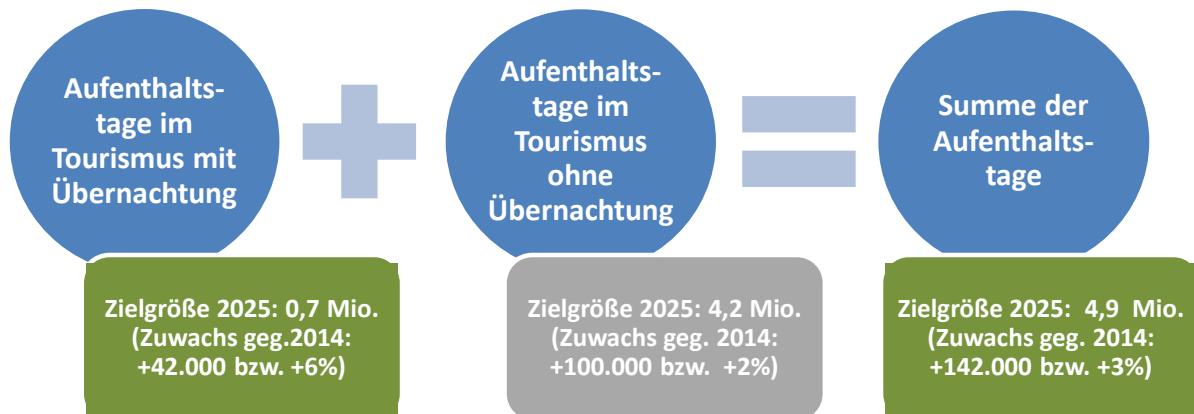 Aufenthalts-
tage im
Tourismus mit
Übernachtung
Aufenthalts-
tage im
Tourismus
ohne
Übernachtung
Summe der
Aufenthalts-
tage
Zielgröße 2025: 0,7 Mio.
(Zuwachs geg.2014:
+42.000 bzw. +6%)
Zielgröße 2025: 4,2 Mio.
(Zuwachs geg. 2014:
+100.000 bzw. +2%)
Zielgröße 2025: 4,9 Mio.
(Zuwachs geg. 2014:
+142.000 bzw. +3%)